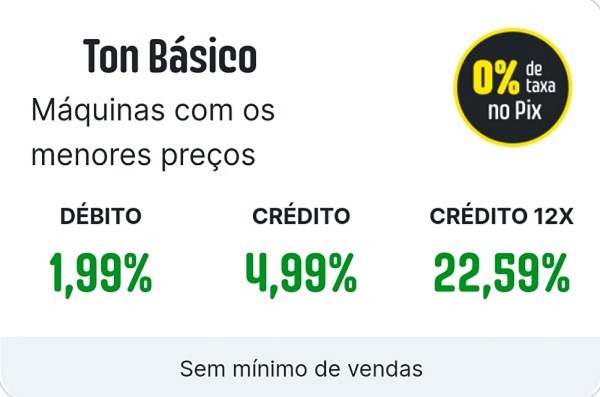 Ton Básico
0% de taxa
no Pix
Máquinas com os
menores preços
DÉBITO CRÉDITO CRÉDITO 12X
1,99% 4,99% 22,59%
Sem mínimo de vendas